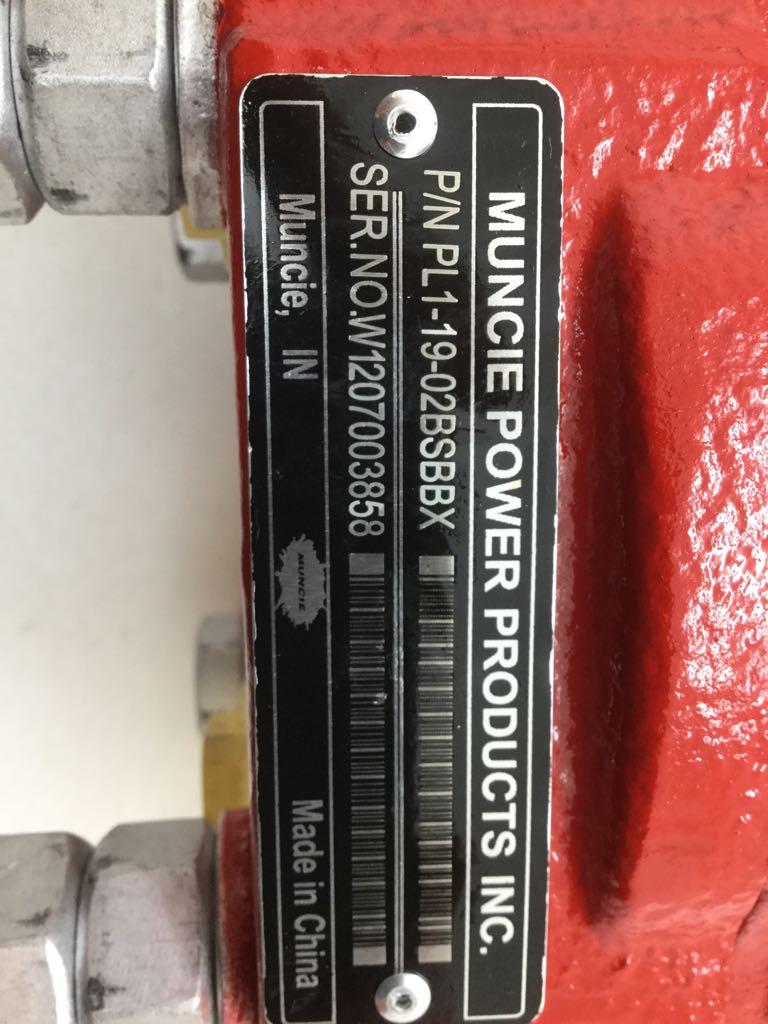 MUNCIE POWER PRODUCTS INC.
P/N PL1-19-02BSBBX
SER.NO.W1207003858
Muncie, IN
MUNCIE
Made in China